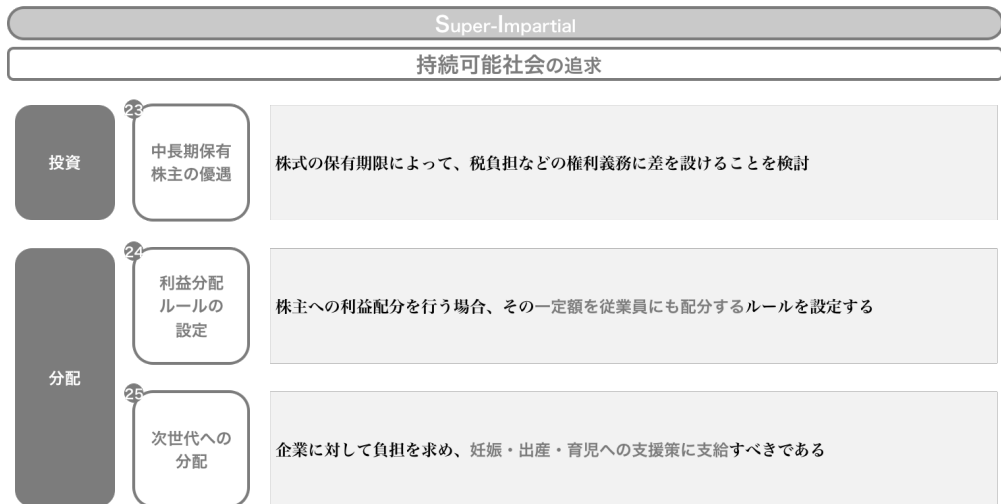 Super-Impartial
持続可能社会の追求
投資
23
中長期保有
株主の優遇
株式の保有期限によって、税負担などの権利義務に差を設けることを検討
分配
24
利益分配
ルールの
設定
株主への利益配分を行う場合、その一定額を従業員にも配分するルールを設定する
25
次世代への
分配
企業に対して負担を求め、妊娠・出産・育児への支援策に支給すべきである